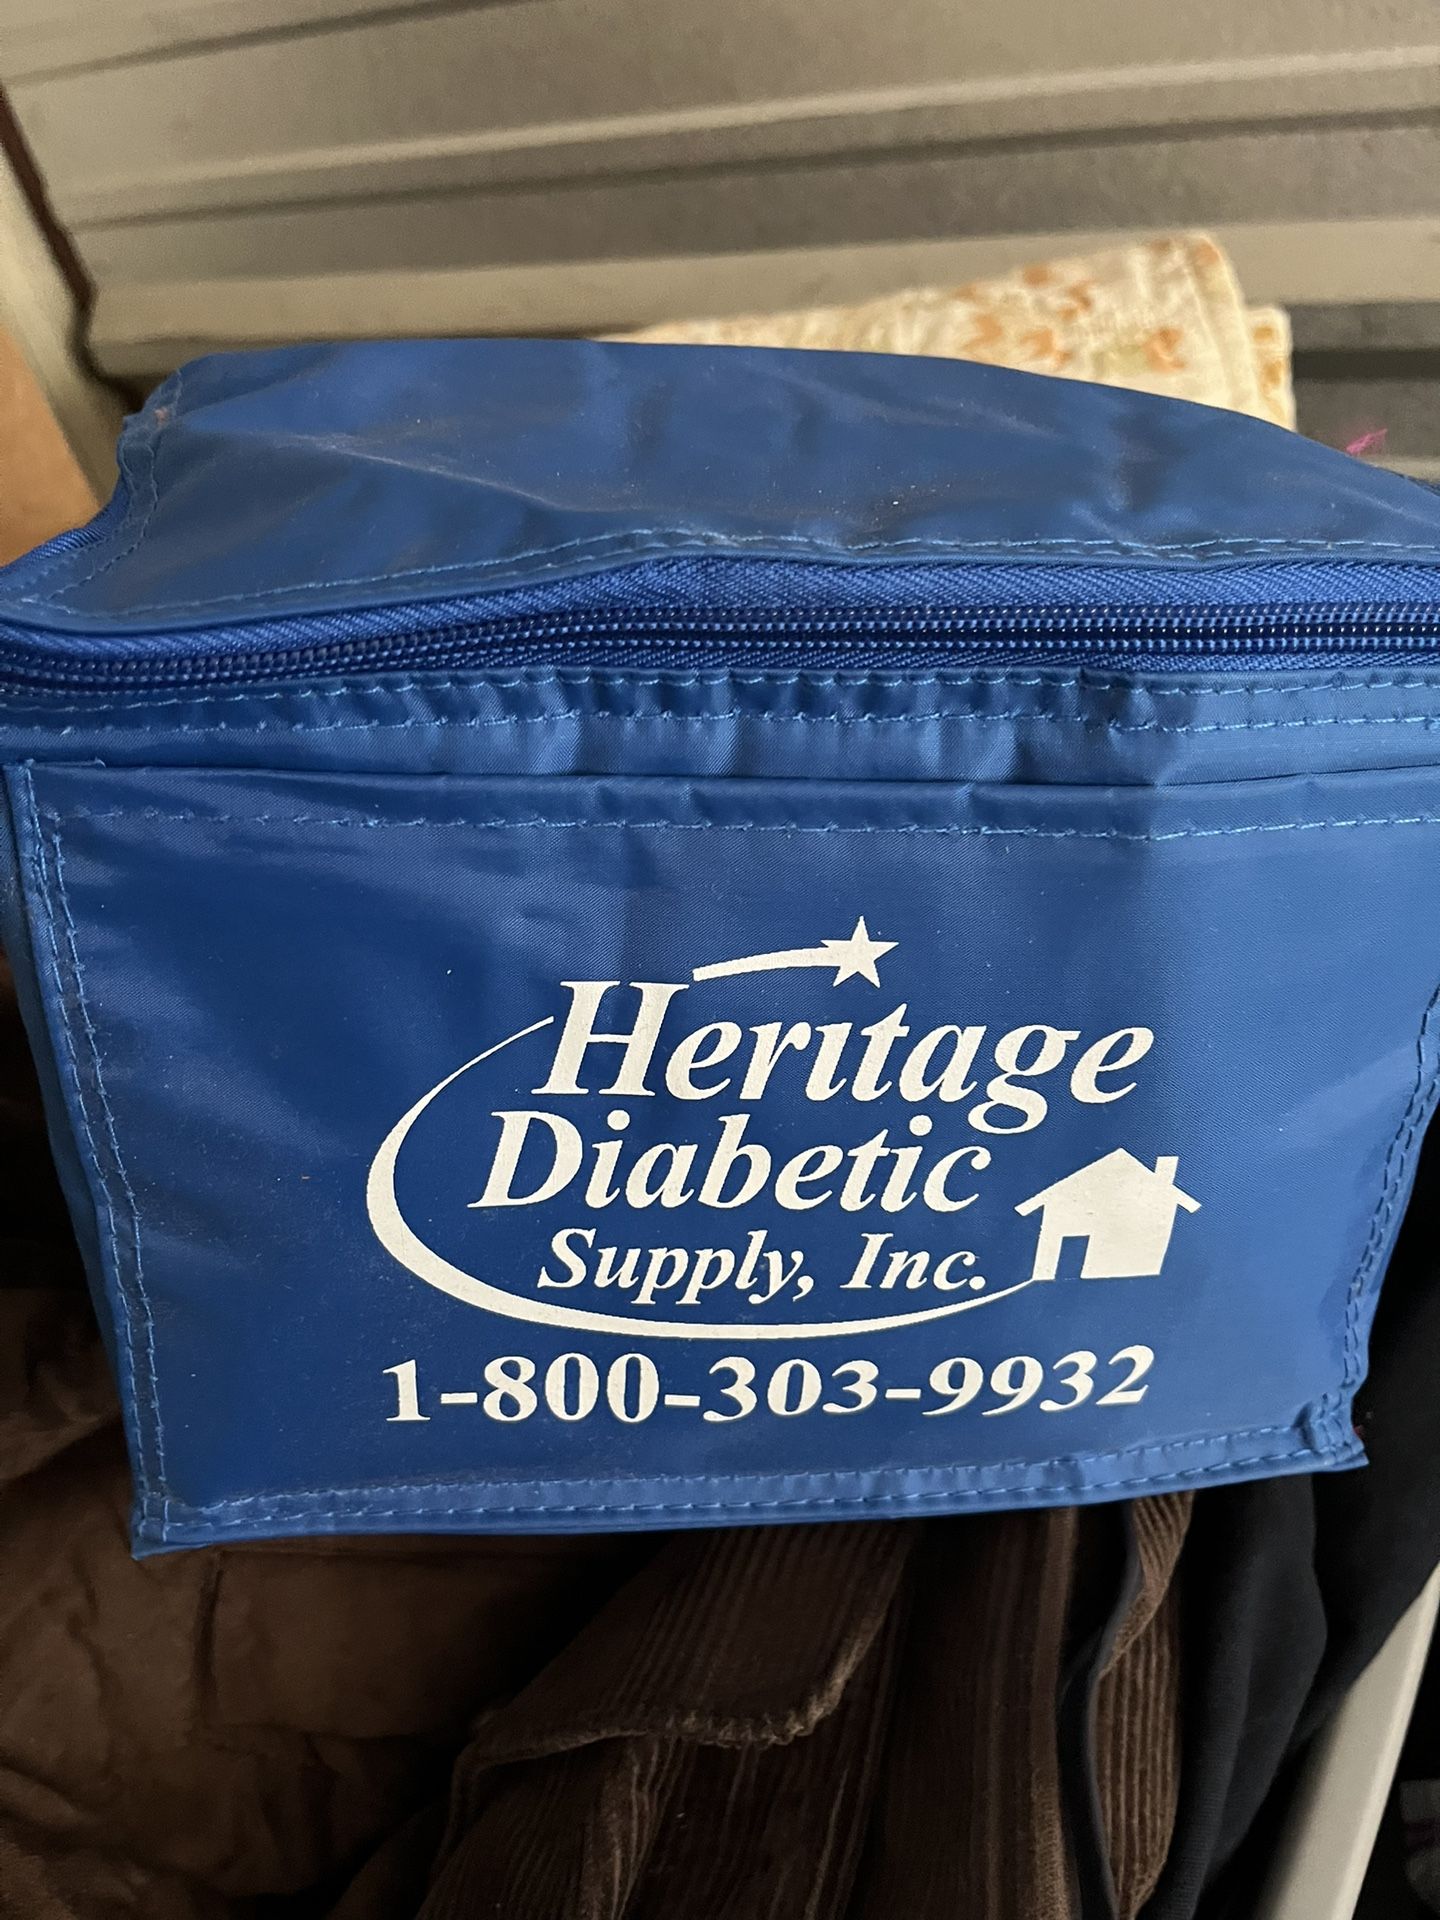 Heritage
Diabetic
Supply, Inc.
1-800-303-9932